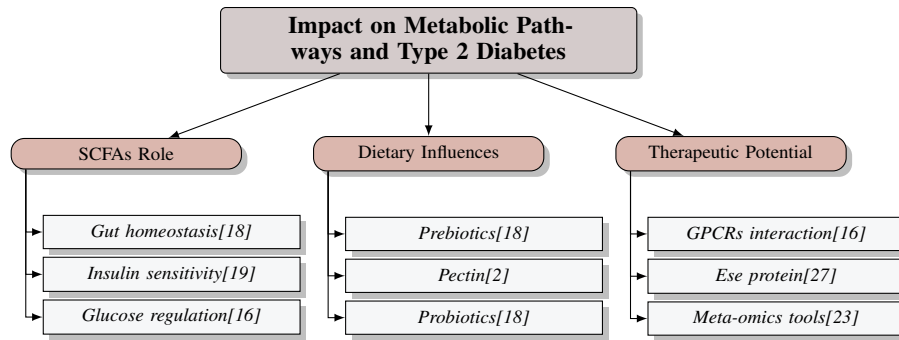 Impact on Metabolic Path-
ways and Type 2 Diabetes
SCFAs Role
Dietary Influences
Therapeutic Potential
Gut homeostasis[18]
Prebiotics[18]
GPCRs interaction[16]
Insulin sensitivity[19]
Pectin[2]
Ese protein[27]
Glucose regulation[16]
Probiotics[18]
Meta-omics tools[23]